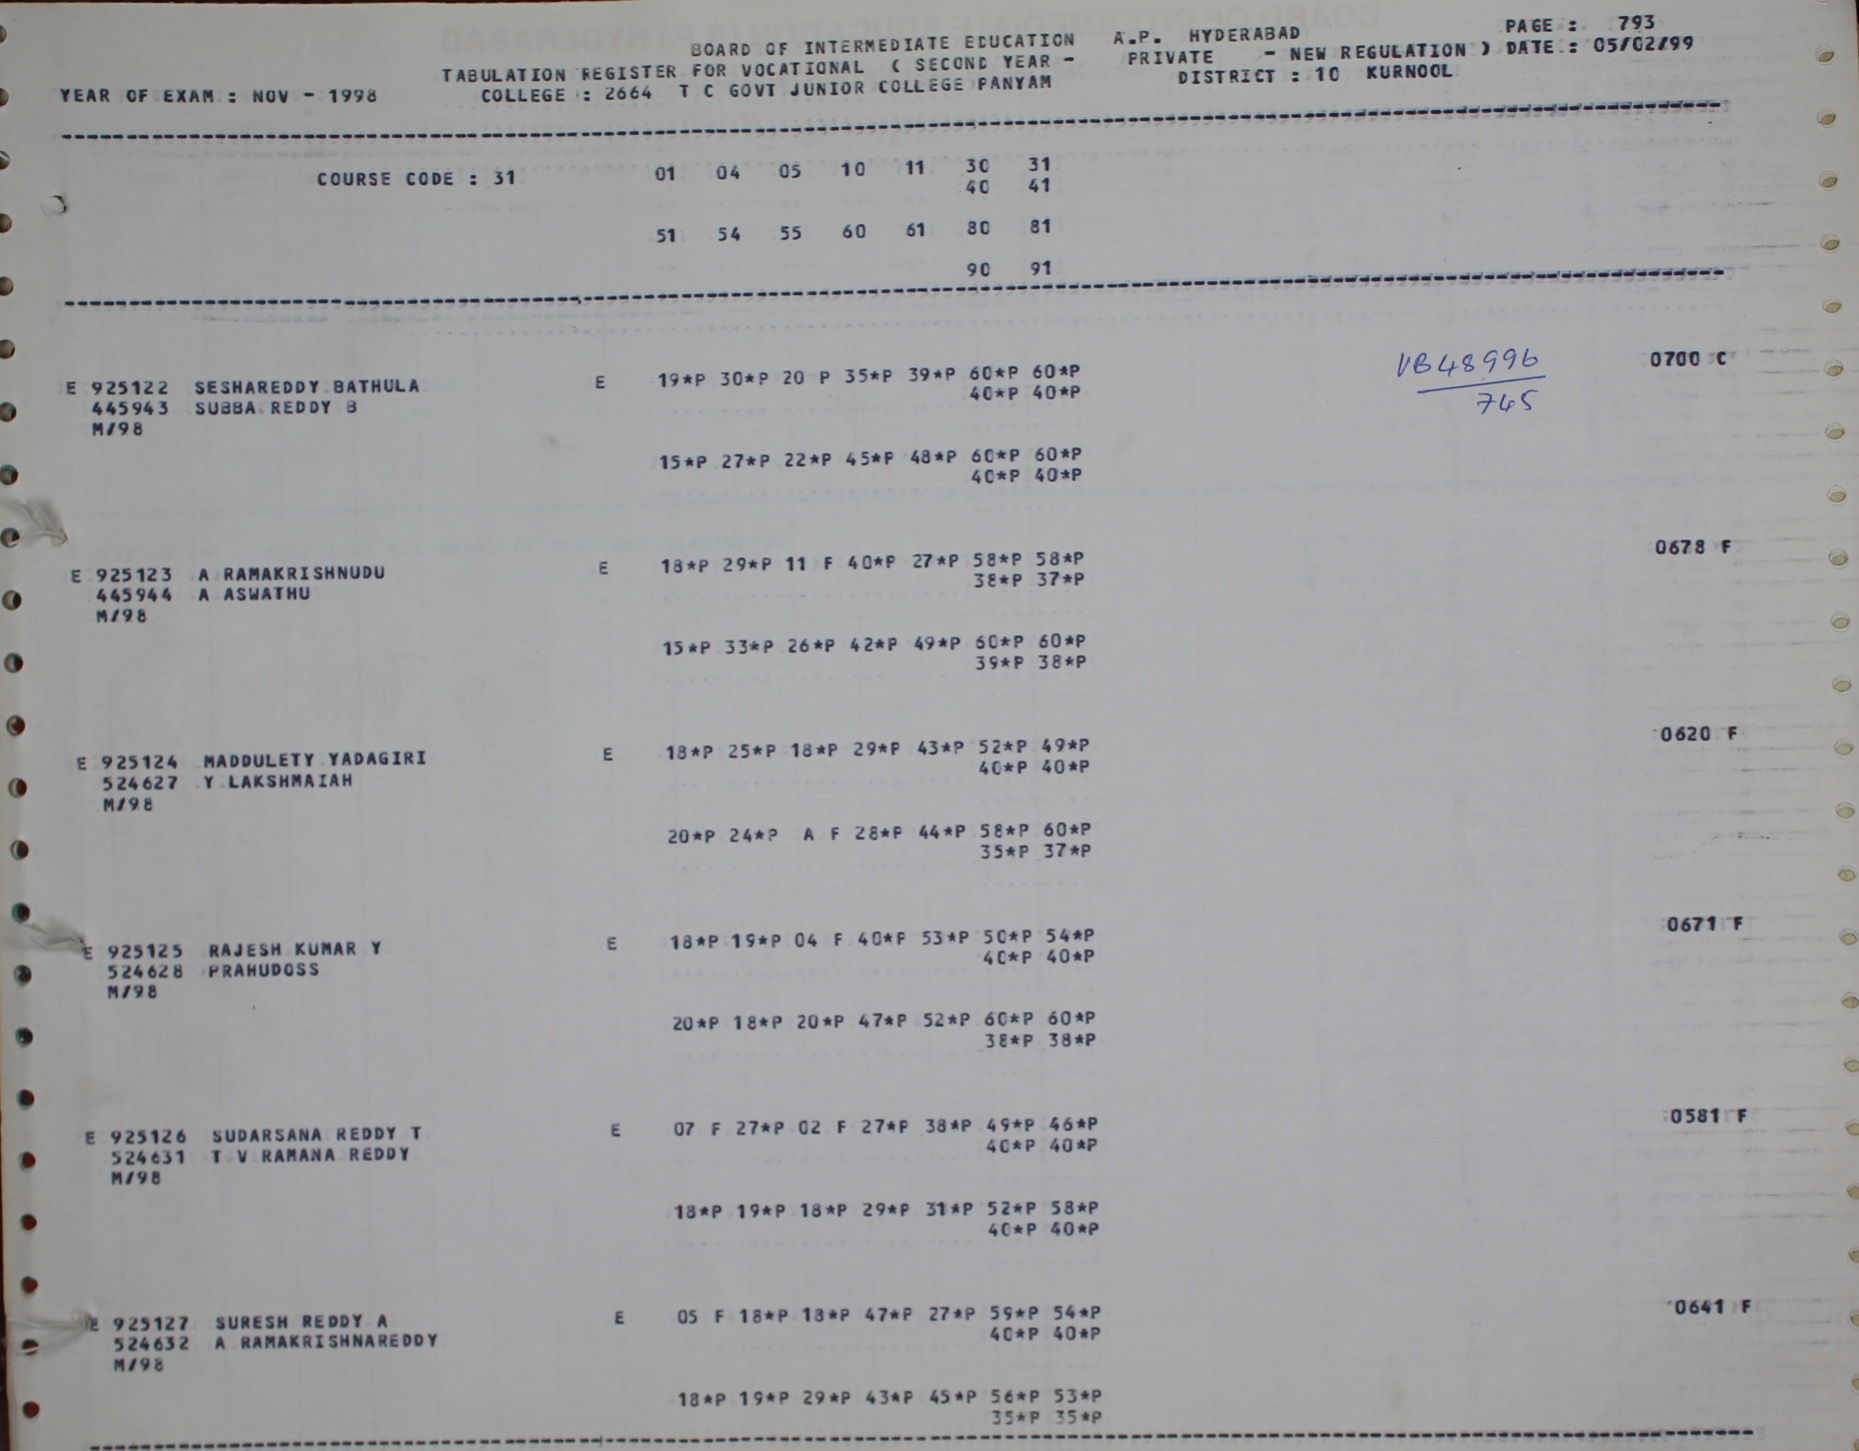 BOARD OF INTERMEDIATE EDUCATION A.P. HYDERABAD PAGE : 793
TABULATION REGISTER FOR VOCATIONAL ( SECOND YEAR - PRIVATE - NEW REGULATION ) DATE : 05/02/99
YEAR OF EXAM : NOV - 1998 COLLEGE : 2664 T C GOVT JUNIOR COLLEGE PANYAM DISTRICT : 10 KURNOOL
COURSE CODE : 31 01 04 05 10 11 30 31
40 41
51 54 55 60 61 80 81
90 91
E 925122 SESHAREDDY BATHULA E 19*P 30*P 20 P 35*P 39*P 60*P 60*P VB48996 0700 C
445943 SUBBA REDDY B 40*P 40*P 745
M/98
15*P 27*P 22*P 45*P 48*P 60*P 60*P
40*P 40*P
E 925123 A RAMAKRISHNUDU E 18*P 29*P 11 F 40*P 27*P 58*P 58*P 0678 F
445944 A ASWATHU 38*P 37*P
M/98
15*P 33*P 26*P 42*P 49*P 60*P 60*P
39*P 38*P
E 925124 MADDULETY YADAGIRI E 18*P 25*P 18*P 29*P 43*P 52*P 49*P 0620 F
524627 Y LAKSHMAIAH 40*P 40*P
M/98
20*P 24*P A F 28*P 44*P 58*P 60*P
35*P 37*P
E 925125 RAJESH KUMAR Y E 18*P 19*P 04 F 40*P 53*P 50*P 54*P 0671 F
524628 PRAHUDOSS 40*P 40*P
M/98
20*P 18*P 20*P 47*P 52*P 60*P 60*P
38*P 38*P
E 925126 SUDARSANA REDDY T E 07 F 27*P 02 F 27*P 38*P 49*P 46*P 0581 F
524631 T V RAMANA REDDY 40*P 40*P
M/98
18*P 19*P 18*P 29*P 31*P 52*P 58*P
40*P 40*P
E 925127 SURESH REDDY A E 05 F 18*P 18*P 47*P 27*P 59*P 54*P 0641 F
524632 A RAMAKRISHNAREDDY 40*P 40*P
M/98
18*P 19*P 29*P 43*P 45*P 56*P 53*P
35*P 35*P